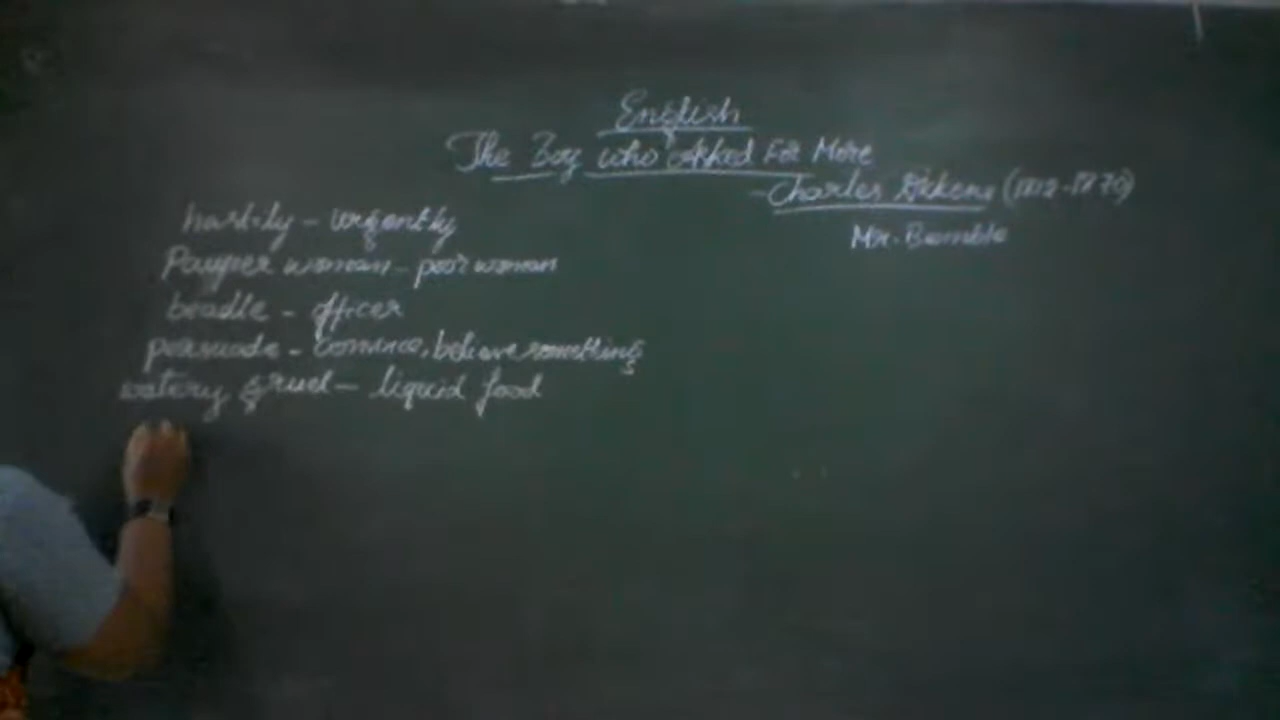 English
The Boy who Asked For More
- Charles Dickens (1812-1870)
Mr. Bumble
hastily - urgently
Pauper woman - poor woman
beadle - officer
persuade - convince, believe something
watery gruel - liquid food